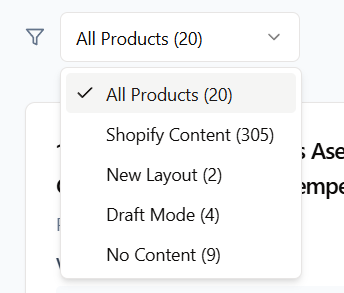 All Products (20)
All Products (20)
Shopify Content (305)
New Layout (2)
Draft Mode (4)
No Content (9)